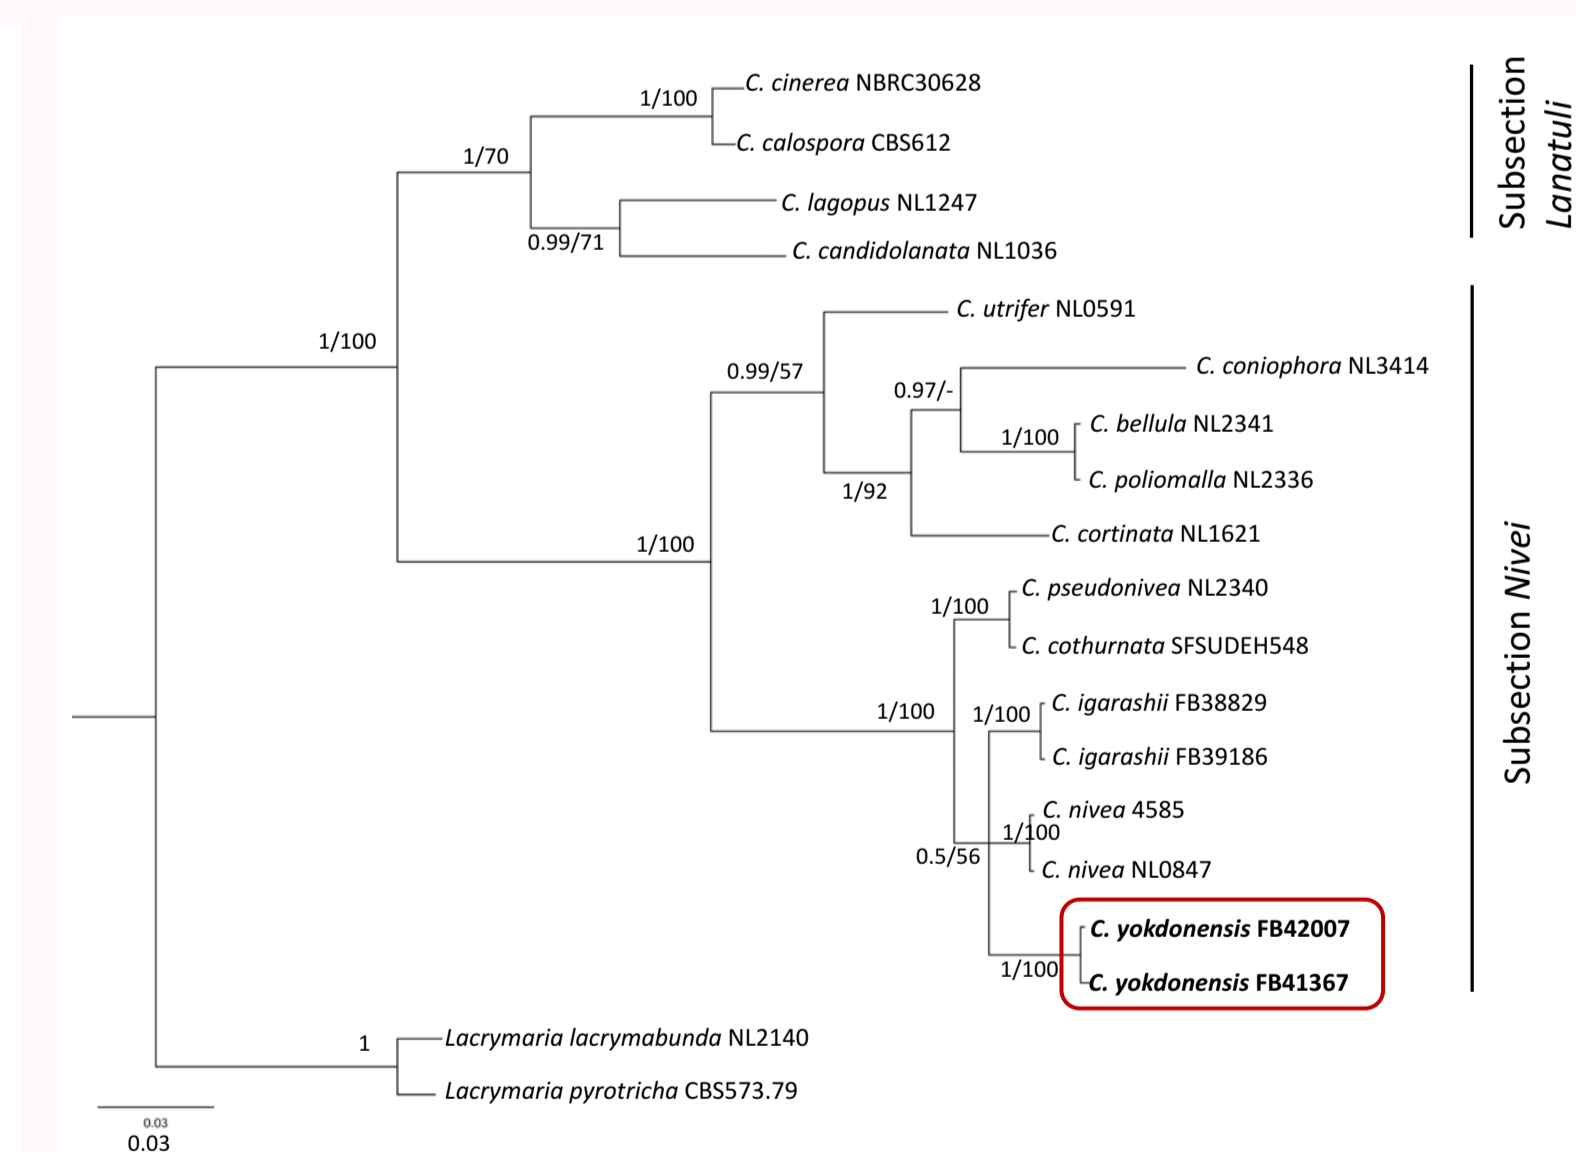 C. cinerea NBRC30628
1/100
C. calospora CBS612
1/70
C. lagopus NL1247
0.99/71
C. candidolanata NL1036
Subsection
Lanatuli
C. utrifer NL0591
1/100
0.99/57
C. coniophora NL3414
0.97/-
C. bellula NL2341
1/100
C. poliomalla NL2336
1/92
C. cortinata NL1621
1/100
C. pseudonivea NL2340
1/100
C. cothurnata SFSUDEH548
C. igarashii FB38829
1/100
1/100
C. igarashii FB39186
C. nivea 4585
1/100
0.5/56
C. nivea NL0847
C. yokdonensis FB42007
1/100
C. yokdonensis FB41367
Subsection Nivei
Lacrymaria lacrymabunda NL2140
1
Lacrymaria pyrotricha CBS573.79
0.03
0.03